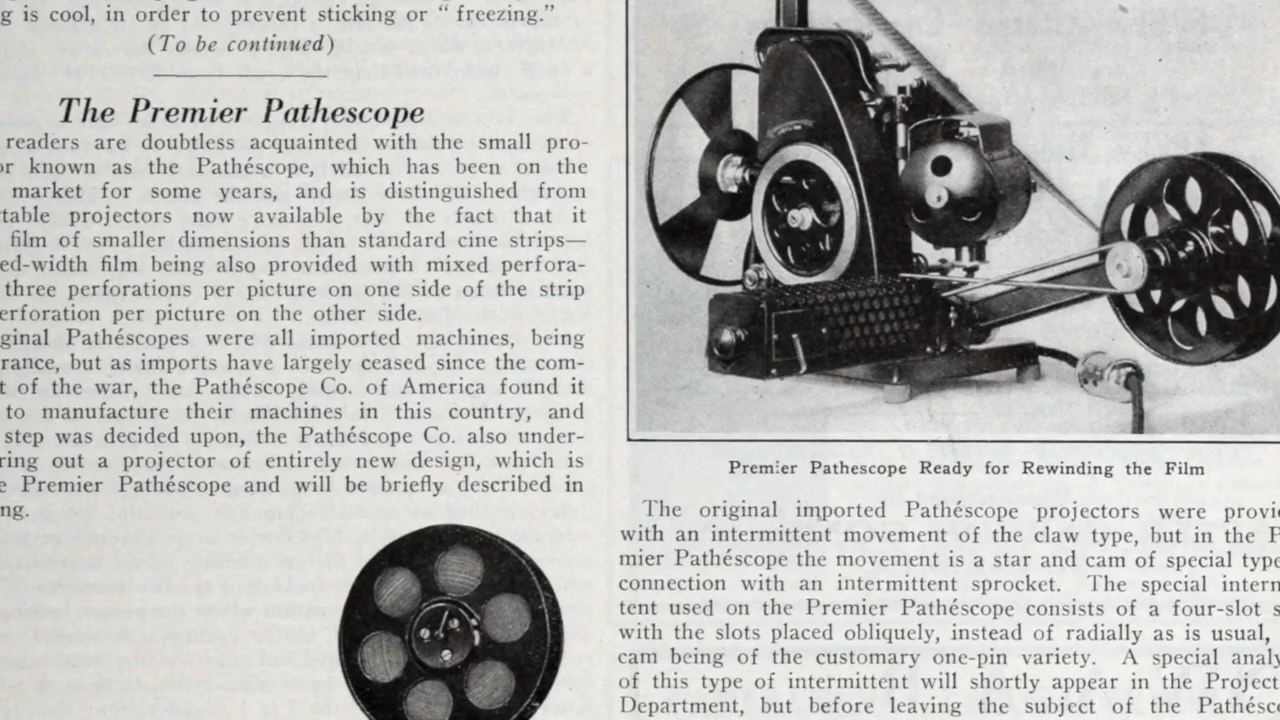 g is cool, in order to prevent sticking or “ freezing.”
(To be continued)
The Premier Pathescope
readers are doubtless acquainted with the small pro-
or known as the Pathéscope, which has been on the
market for some years, and is distinguished from
table projectors now available by the fact that it
film of smaller dimensions than standard cine strips—
ed-width film being also provided with mixed perfora-
three perforations per picture on one side of the strip
erforation per picture on the other side.
ginal Pathéscopes were all imported machines, being
rance, but as imports have largely ceased since the com-
t of the war, the Pathéscope Co. of America found it
to manufacture their machines in this country, and
step was decided upon, the Pathéscope Co. also under-
ring out a projector of entirely new design, which is
e Premier Pathéscope and will be briefly described in
ng.
Premier Pathescope Ready for Rewinding the Film
The original imported Pathéscope projectors were provi
with an intermittent movement of the claw type, but in the P
mier Pathéscope the movement is a star and cam of special type
connection with an intermittent sprocket. The special interm
tent used on the Premier Pathéscope consists of a four-slot s
with the slots placed obliquely, instead of radially as is usual,
cam being of the customary one-pin variety. A special analy
of this type of intermittent will shortly appear in the Project
Department, but before leaving the subject of the Pathésc